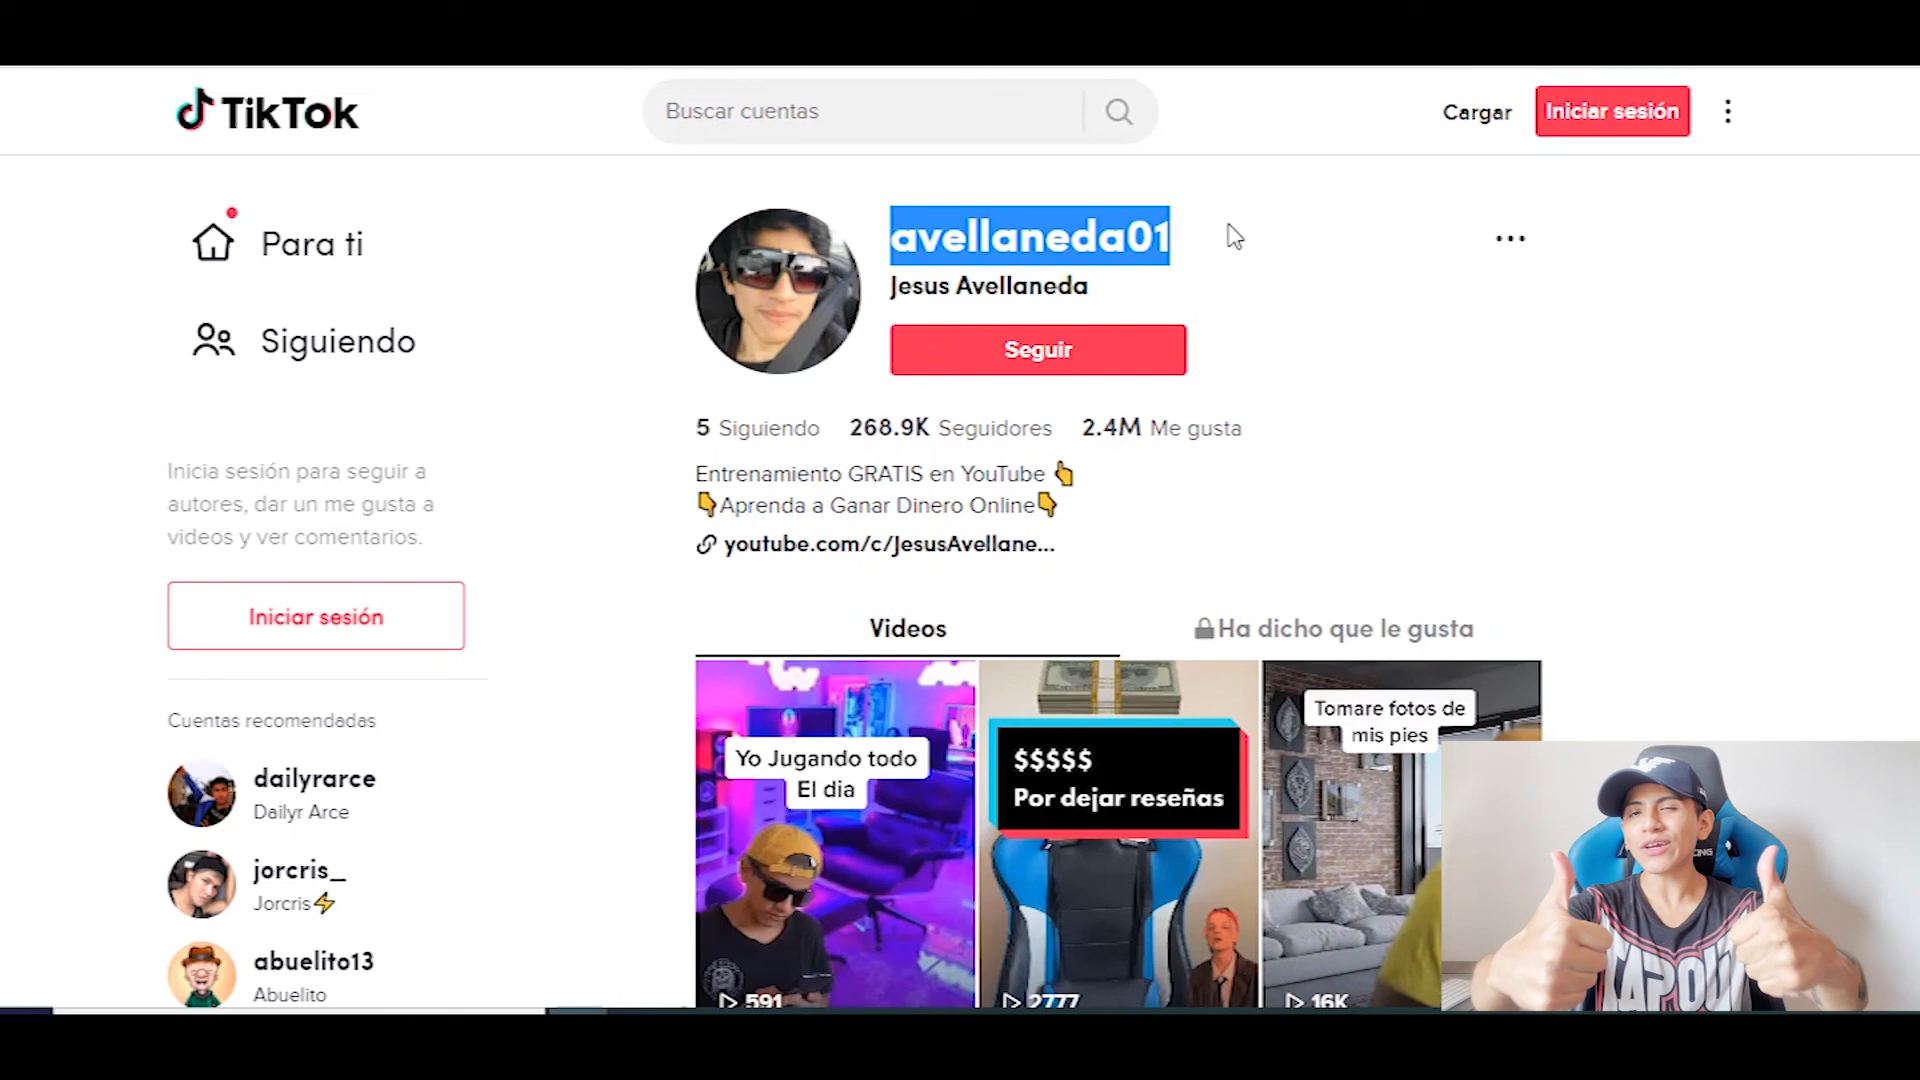 TikTok
Buscar cuentas
Cargar
Iniciar sesión
Para ti
Siguiendo
avellaneda01
Jesus Avellaneda
Seguir
5 Siguiendo 268.9K Seguidores 2.4M Me gusta
Entrenamiento GRATIS en YouTube 👆
👇Aprenda a Ganar Dinero Online👇
youtube.com/c/JesusAvellane...
Inicia sesión para seguir a
autores, dar un me gusta a
videos y ver comentarios.
Iniciar sesión
Cuentas recomendadas
dailyrarce
Dailyr Arce
jorcris_
Jorcris⚡
abuelito13
Abuelito
Videos
Ha dicho que le gusta
Yo Jugando todo
El dia
591
$$$$$
Por dejar reseñas
2777
Tomare fotos de
mis pies
16K